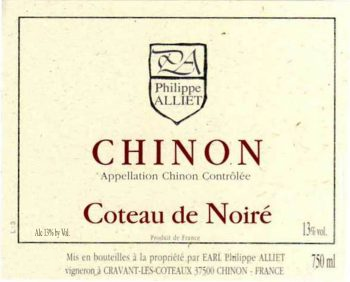 PA
Philippe
ALLIET
CHINON
Appellation Chinon Contrôlée
Coteau de Noiré
Alc 13% by Vol.
13% vol.
Produit de France
Mis en bouteilles à la propriété par EARL Philippe ALLIET
vigneron à CRAVANT-LES-COTEAUX 37500 CHINON - FRANCE
750 ml